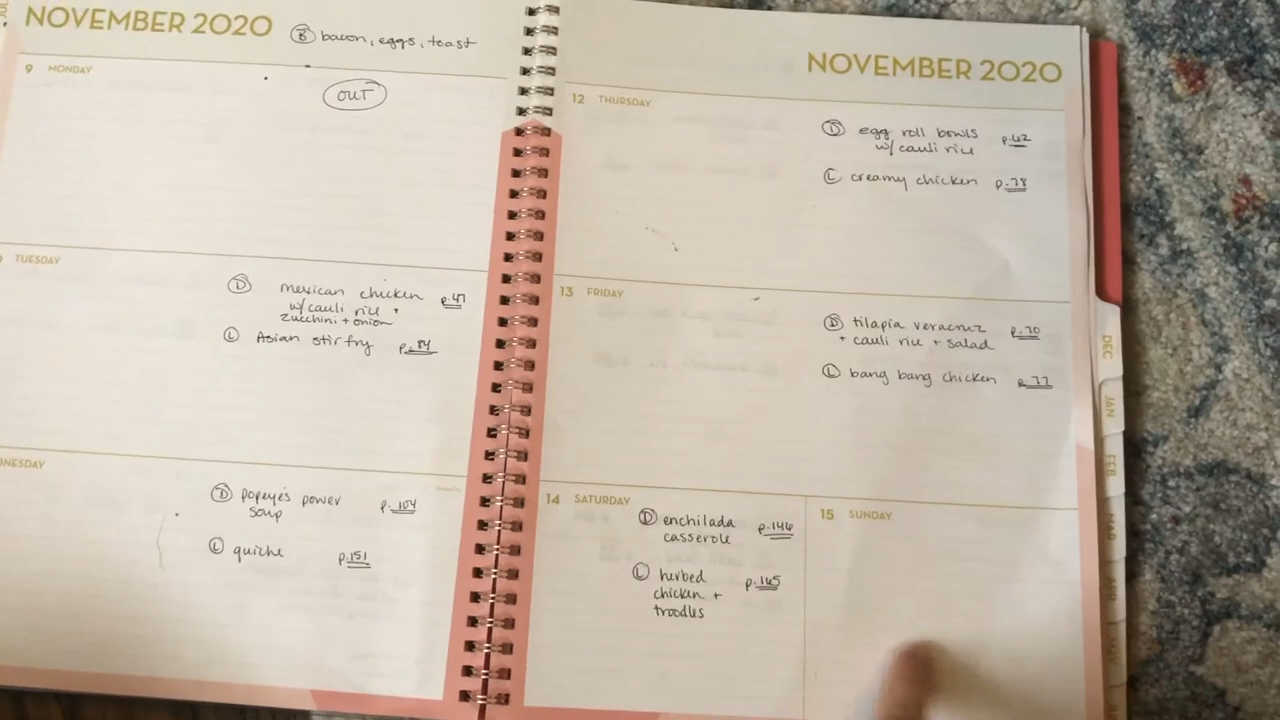 NOVEMBER 2020
B bacon, eggs, toast
9 MONDAY
OUT
TUESDAY
D mexican chicken p.47
w/cauli rice +
zucchini + onion
L Asian stir fry p.84
NESDAY
D popeye's power p.104
soup
L quiche p.151
NOVEMBER 2020
12 THURSDAY
D egg roll bowls p.62
w/ cauli rice
L creamy chicken p.78
13 FRIDAY
D tilapia veracruz p.70
+ cauli rice + salad
L bang bang chicken p.77
14 SATURDAY
D enchilada p.146
casserole
L herbed p.165
chicken +
troodles
15 SUNDAY
DEC
JAN
FEB
MAR